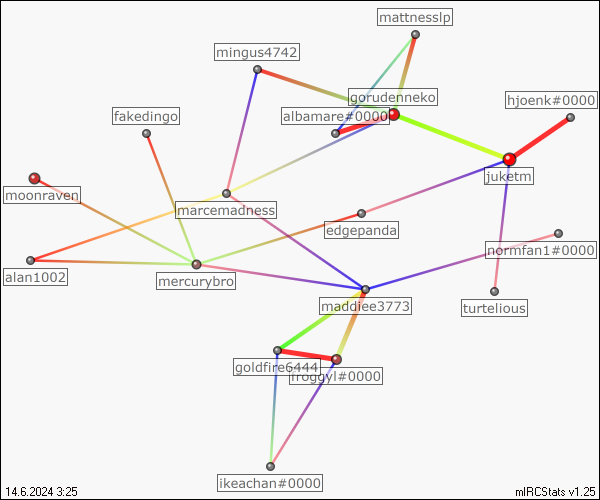 mattnesslp
mingus4742
gorudenneko
hjoenk#0000
fakedingo
albamare#0000
juketm
moonraven
marcemadness
edgepanda
normfan1#0000
alan1002
mercurybro
maddiee3773
turtelious
goldfire6444
froggyl#0000
ikeachan#0000
14.6.2024 3:25
mIRCStats v1.25